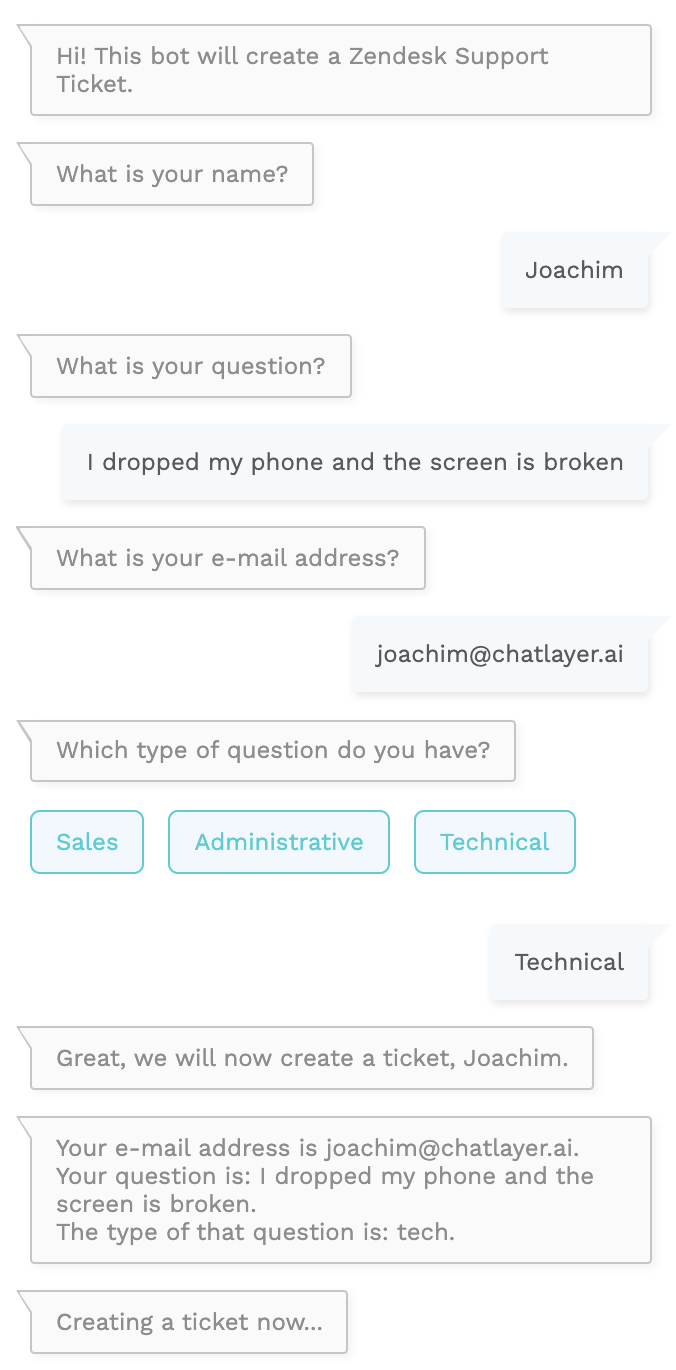 Hi! This bot will create a Zendesk Support
Ticket.
What is your name?
Joachim
What is your question?
I dropped my phone and the screen is broken
What is your e-mail address?
joachim@chatlayer.ai
Which type of question do you have?
Sales Administrative Technical
Technical
Great, we will now create a ticket, Joachim.
Your e-mail address is joachim@chatlayer.ai.
Your question is: I dropped my phone and the
screen is broken.
The type of that question is: tech.
Creating a ticket now...